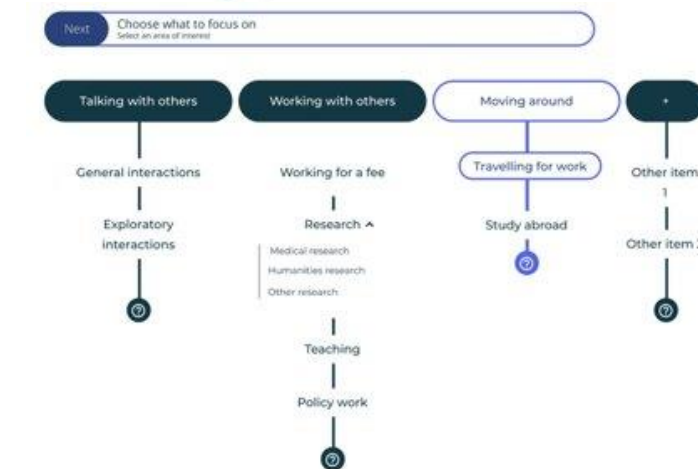 Next
Choose what to focus on
Select an area of interest
Talking with others
General interactions
Exploratory
interactions
Working with others
Working for a fee
Research
Medical research
Humanities research
Other research
Teaching
Policy work
Moving around
Travelling for work
Study abroad
+
Other item
1
Other item